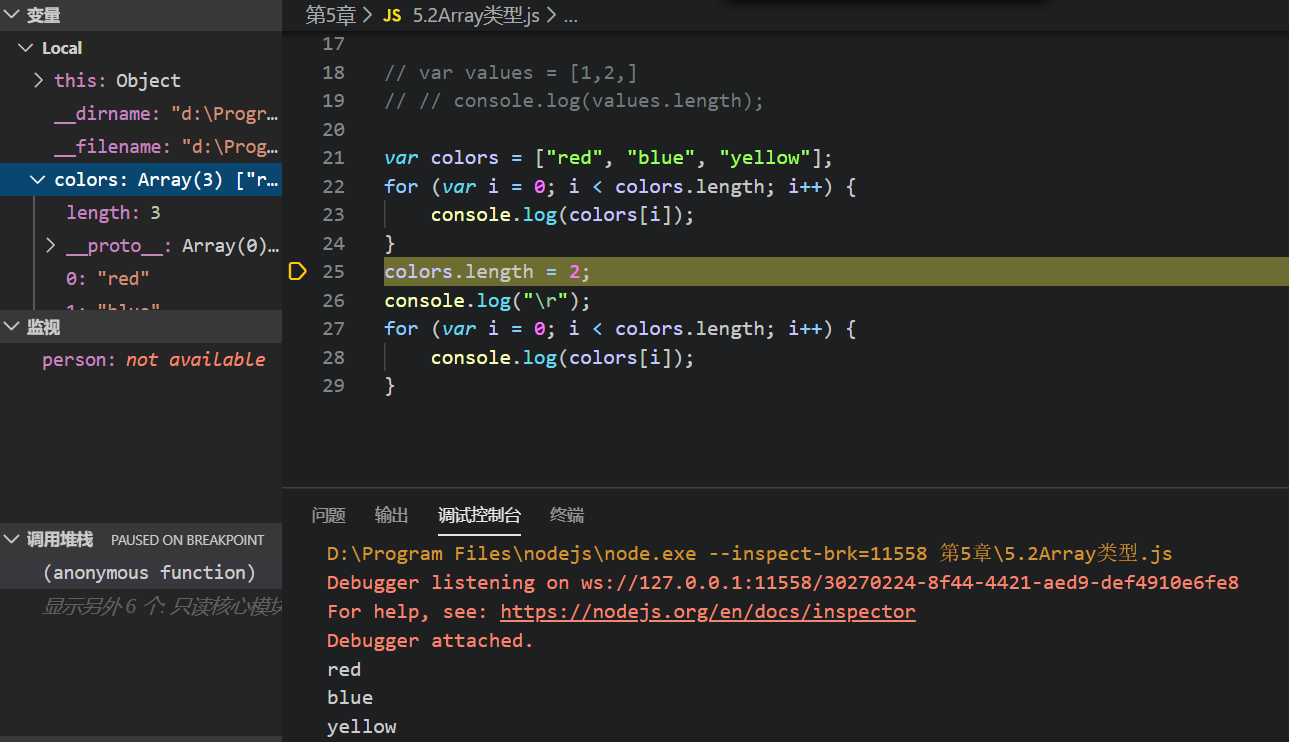 变量
Local
this: Object
__dirname: "d:\Progr…
__filename: "d:\Prog…
colors: Array(3) ["r…
length: 3
__proto__: Array(0)…
0: "red"
1: "blue"
监视
person: not available
调用堆栈 PAUSED ON BREAKPOINT
(anonymous function)
显示另外 6 个: 只读核心模块
第5章 > JS 5.2Array类型.js > ...
17
18 // var values = [1,2,]
19 // // console.log(values.length);
20
21 var colors = ["red", "blue", "yellow"];
22 for (var i = 0; i < colors.length; i++) {
23 console.log(colors[i]);
24 }
25 colors.length = 2;
26 console.log("\r");
27 for (var i = 0; i < colors.length; i++) {
28 console.log(colors[i]);
29 }
问题 输出 调试控制台 终端
D:\Program Files\nodejs\node.exe --inspect-brk=11558 第5章\5.2Array类型.js
Debugger listening on ws://127.0.0.1:11558/30270224-8f44-4421-aed9-def4910e6fe8
For help, see: https://nodejs.org/en/docs/inspector
Debugger attached.
red
blue
yellow